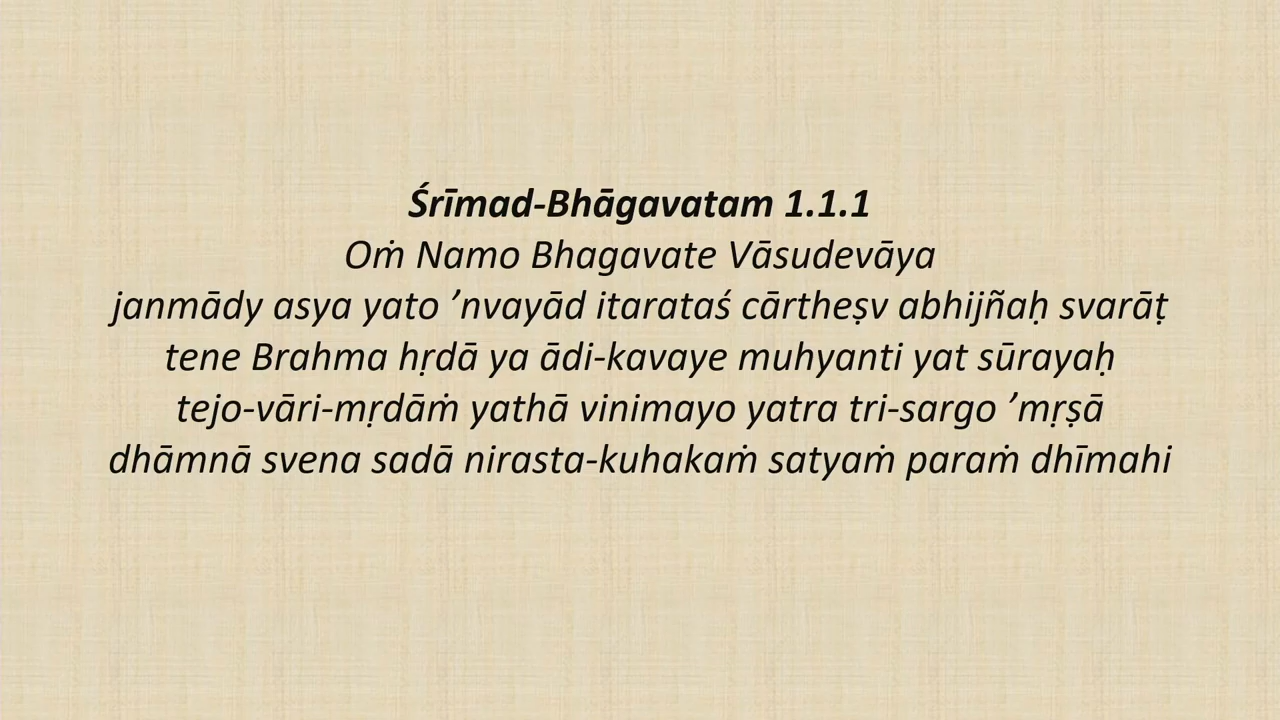 Śrīmad-Bhāgavatam 1.1.1
Oṁ Namo Bhagavate Vāsudevāya
janmādy asya yato ’nvayād itarataś cārtheṣv abhijñaḥ svarāṭ
tene Brahma hṛdā ya ādi-kavaye muhyanti yat sūrayaḥ
tejo-vāri-mṛdāṁ yathā vinimayo yatra tri-sargo ’mṛṣā
dhāmnā svena sadā nirasta-kuhakaṁ satyaṁ paraṁ dhīmahi